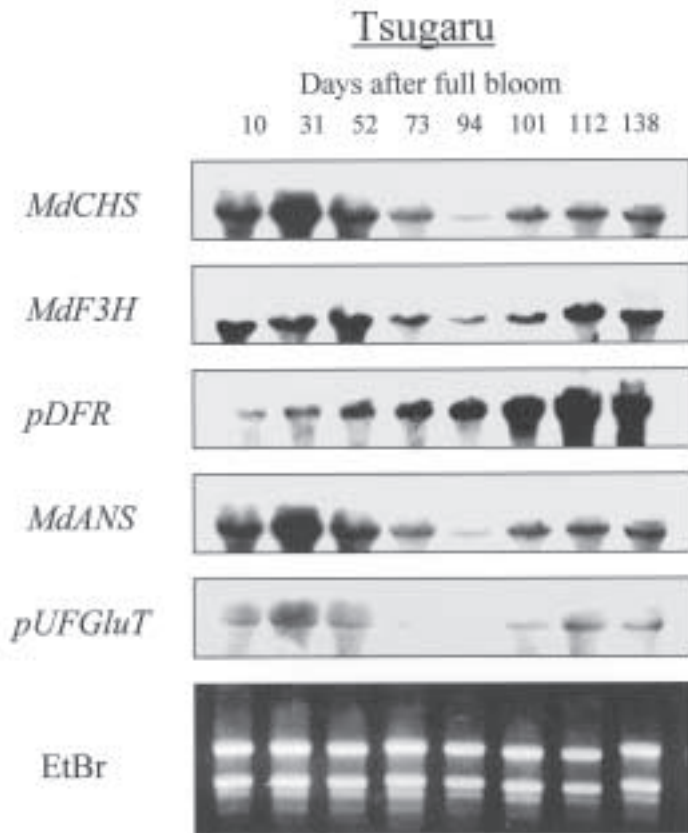 Tsugaru
Days after full bloom
10 31 52 73 94 101 112 138
MdCHS
MdF3H
pDFR
MdANS
pUFGluT
EtBr